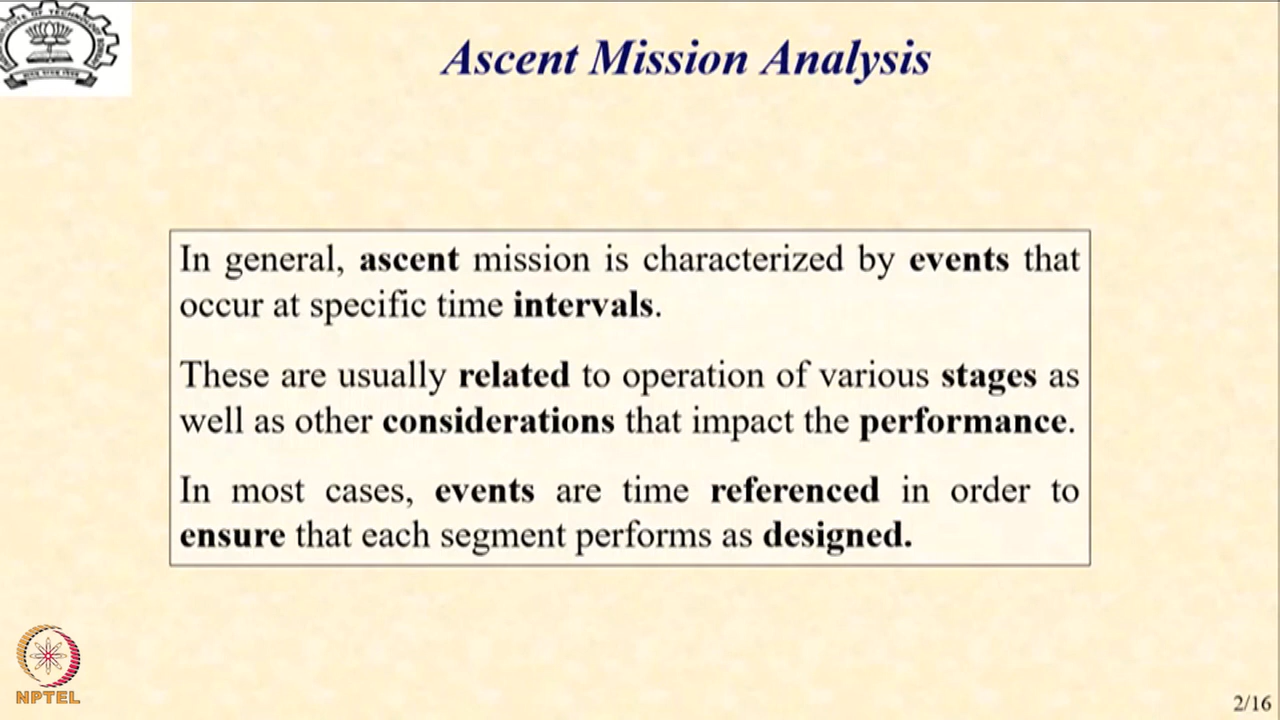 Ascent Mission Analysis
In general, ascent mission is characterized by events that
occur at specific time intervals.
These are usually related to operation of various stages as
well as other considerations that impact the performance.
In most cases, events are time referenced in order to
ensure that each segment performs as designed.
NPTEL
2/16